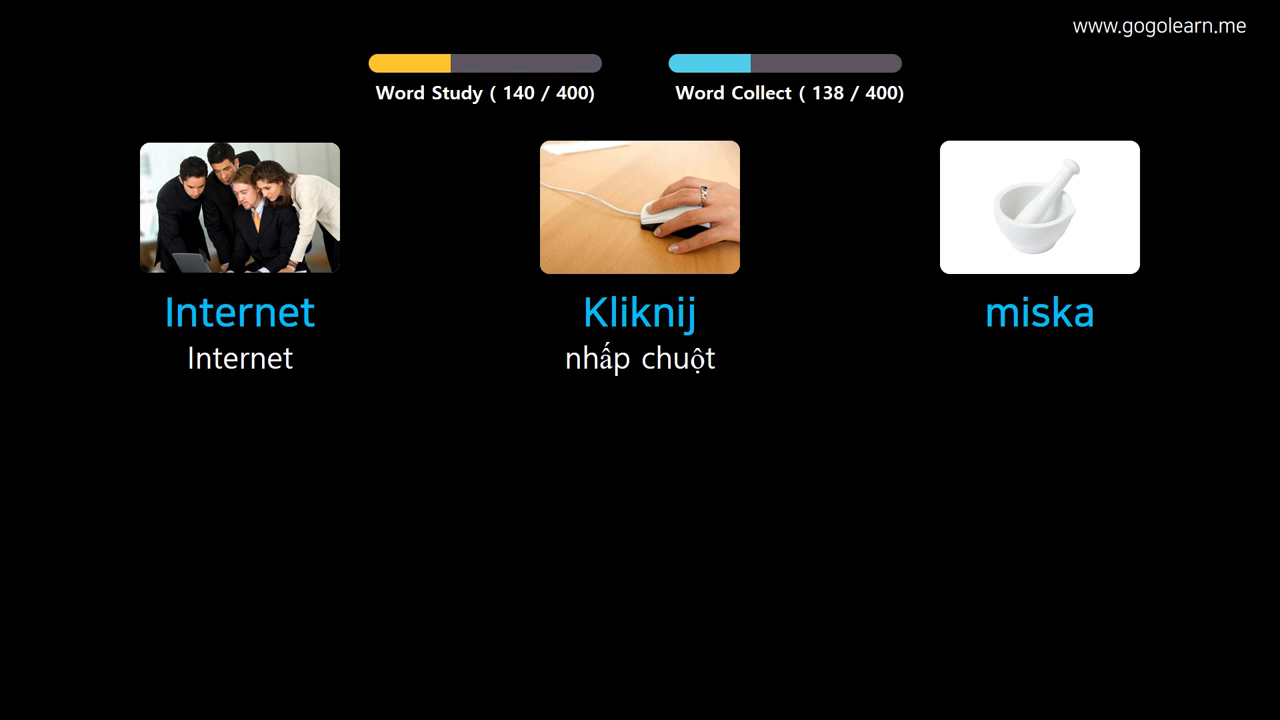 www.gogolearn.me
Word Study ( 140 / 400)
Word Collect ( 138 / 400)
Internet
Internet
Kliknij
nhấp chuột
miska